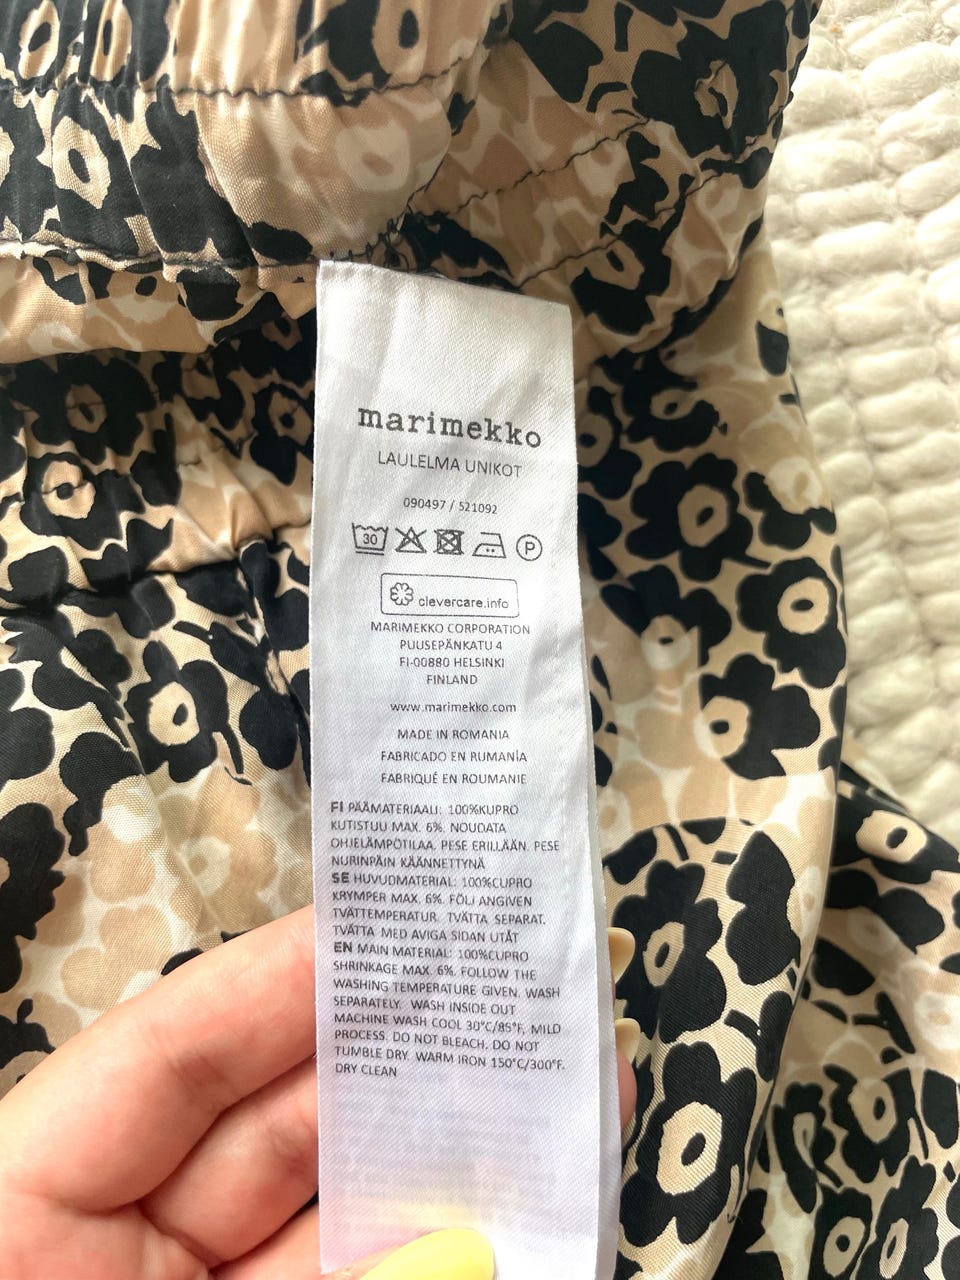 marimekko
LAULELMA UNIKOT
090497 / 521092
30
P
clevercare.info
MARIMEKKO CORPORATION
PUUSEPÄNKATU 4
FI-00880 HELSINKI
FINLAND
www.marimekko.com
MADE IN ROMANIA
FABRICADO EN RUMANÍA
FABRIQUÉ EN ROUMANIE
FI PÄÄMATERIAALI: 100%KUPRO
KUTISTUU MAX. 6%. NOUDATA
OHJELÄMPÖTILAA. PESE ERILLÄÄN. PESE
NURINPÄIN KÄÄNNETTYNÄ
SE HUVUDMATERIAL: 100%CUPRO
KRYMPER MAX. 6%. FÖLJ ANGIVEN
TVÄTTEMPERATUR. TVÄTTA SEPARAT.
TVÄTTA MED AVIGA SIDAN UTÅT
EN MAIN MATERIAL: 100%CUPRO
SHRINKAGE MAX. 6%. FOLLOW THE
WASHING TEMPERATURE GIVEN. WASH
SEPARATELY. WASH INSIDE OUT
MACHINE WASH COOL 30°C/85°F, MILD
PROCESS. DO NOT BLEACH. DO NOT
TUMBLE DRY. WARM IRON 150°C/300°F.
DRY CLEAN